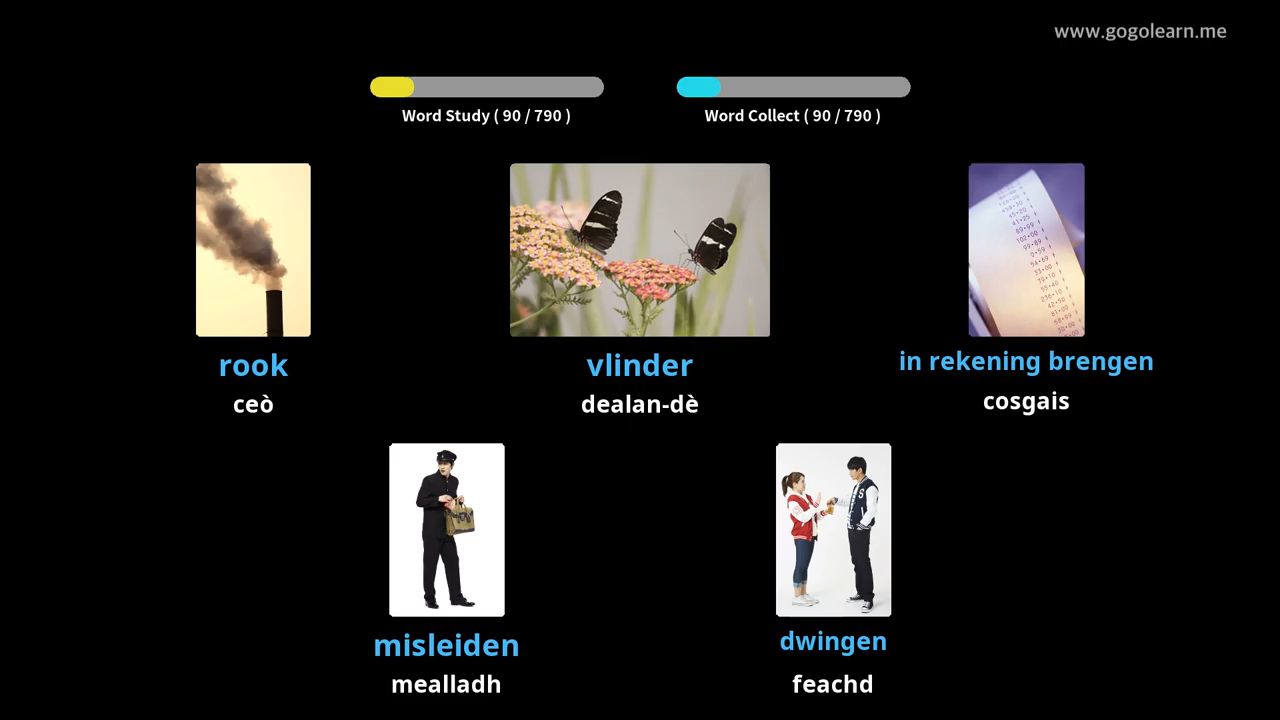 www.gogolearn.me
Word Study ( 90 / 790 )
Word Collect ( 90 / 790 )
rook
ceò
vlinder
dealan-dè
in rekening brengen
cosgais
misleiden
mealladh
dwingen
feachd